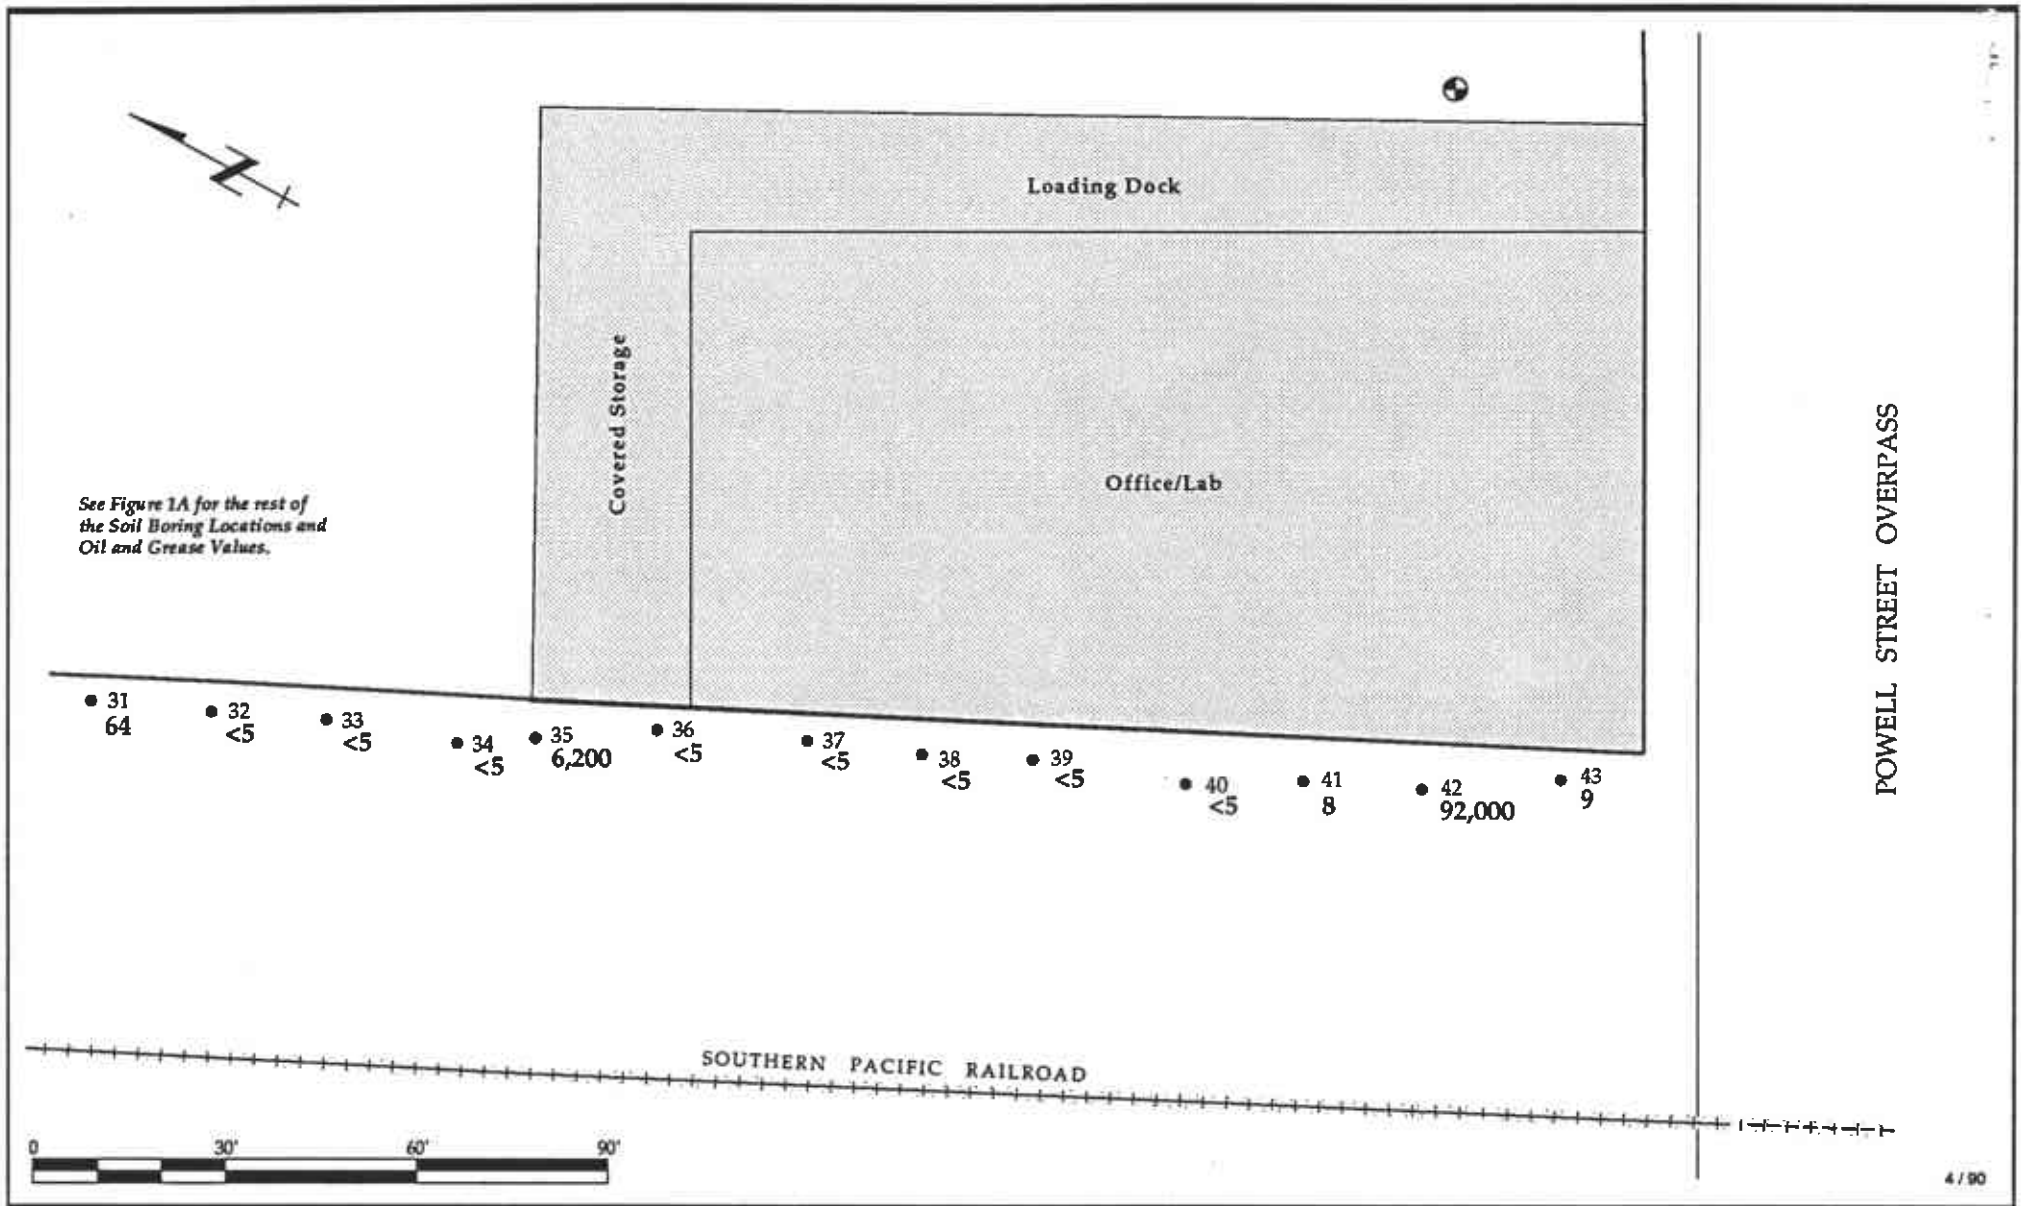 N
Loading Dock
Covered Storage
Office/Lab
See Figure 1A for the rest of
the Soil Boring Locations and
Oil and Grease Values.
POWELL STREET OVERPASS
31
64
32
<5
33
<5
34
<5
35
6,200
36
<5
37
<5
38
<5
39
<5
40
<5
41
8
42
92,000
43
9
SOUTHERN PACIFIC RAILROAD
0 30' 60' 90'
4/90